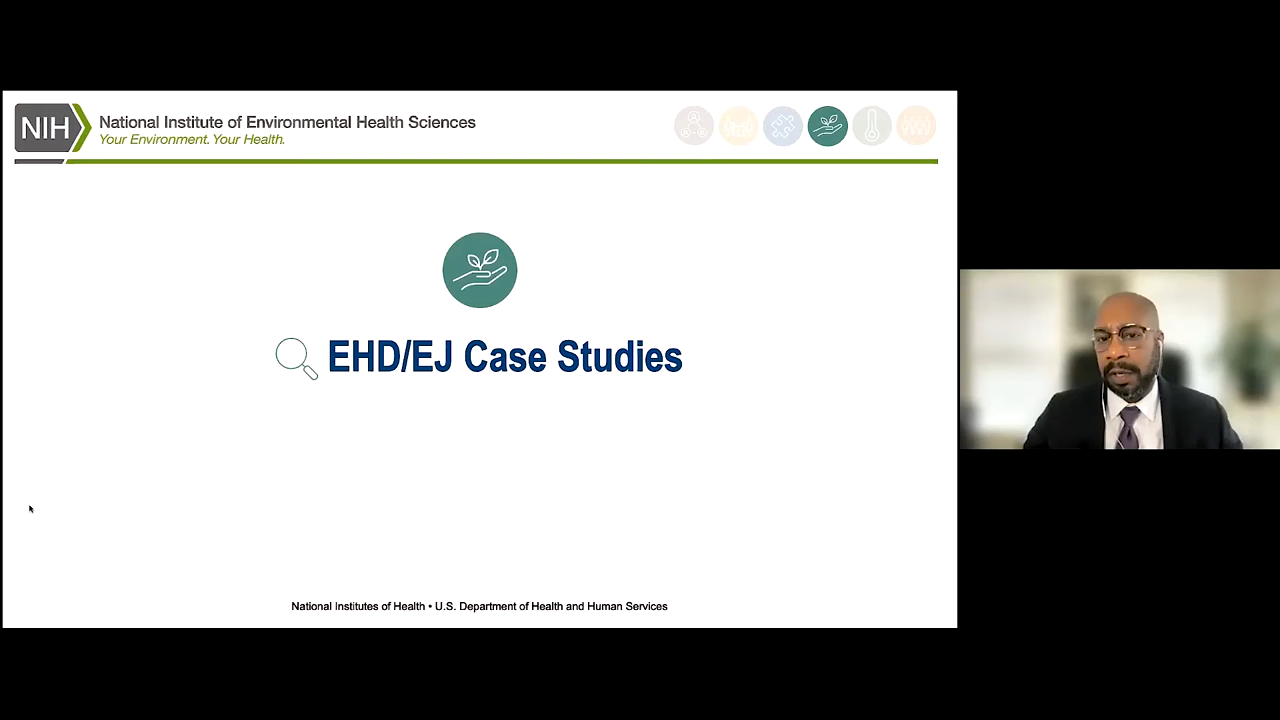 NIH
National Institute of Environmental Health Sciences
Your Environment. Your Health.
EHD/EJ Case Studies
National Institutes of Health • U.S. Department of Health and Human Services